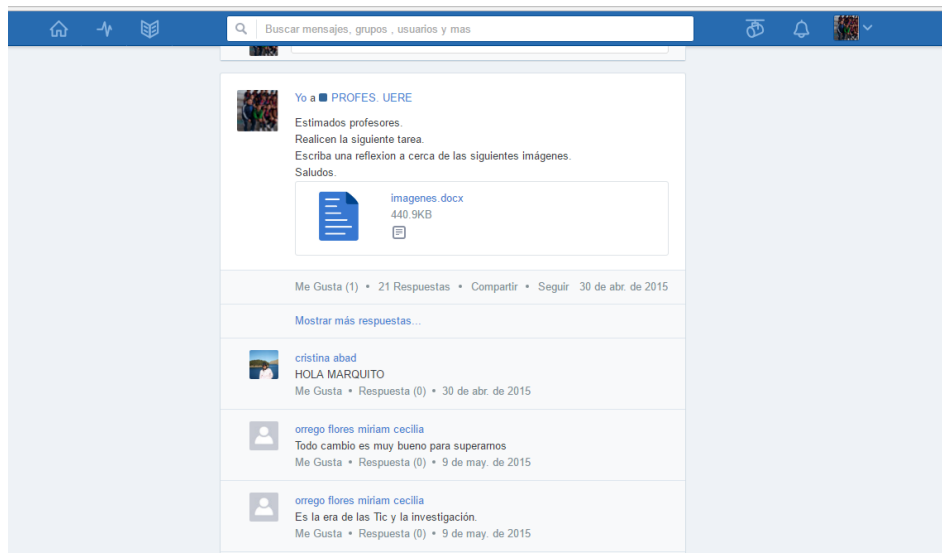 Buscar mensajes, grupos , usuarios y mas
Yo a PROFES. UERE
Estimados profesores.
Realicen la siguiente tarea.
Escriba una reflexion a cerca de las siguientes imágenes.
Saludos.
imagenes.docx
440.9KB
Me Gusta (1) • 21 Respuestas • Compartir • Seguir 30 de abr. de 2015
Mostrar más respuestas...
cristina abad
HOLA MARQUITO
Me Gusta • Respuesta (0) • 30 de abr. de 2015
orrego flores miriam cecilia
Todo cambio es muy bueno para superarnos
Me Gusta • Respuesta (0) • 9 de may. de 2015
orrego flores miriam cecilia
Es la era de las Tic y la investigación.
Me Gusta • Respuesta (0) • 9 de may. de 2015